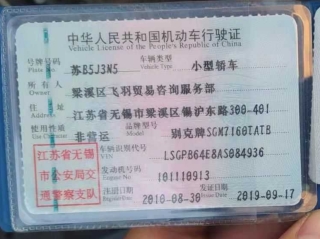 中华人民共和国机动车行驶证
Vehicle License of the People's Republic of China
号牌号码 苏B5J3N5 车辆类型 小型轿车
Plate No. Vehicle Type
所有人 梁溪区飞科贸易咨询服务部
Owner
住址 江苏省无锡市梁溪区锡沪东路300-401
Address
使用性质 非营运 品牌型号 别克牌SGM7160TAIB
Use Character Model
江苏省无锡 车辆识别代号 LSGPB64E8AS084936
市公安局交 VIN
通警察支队 发动机号码 101110913
Engine No.
注册日期 2010-08-30 发证日期 2019-09-17
Register Date Issue Date